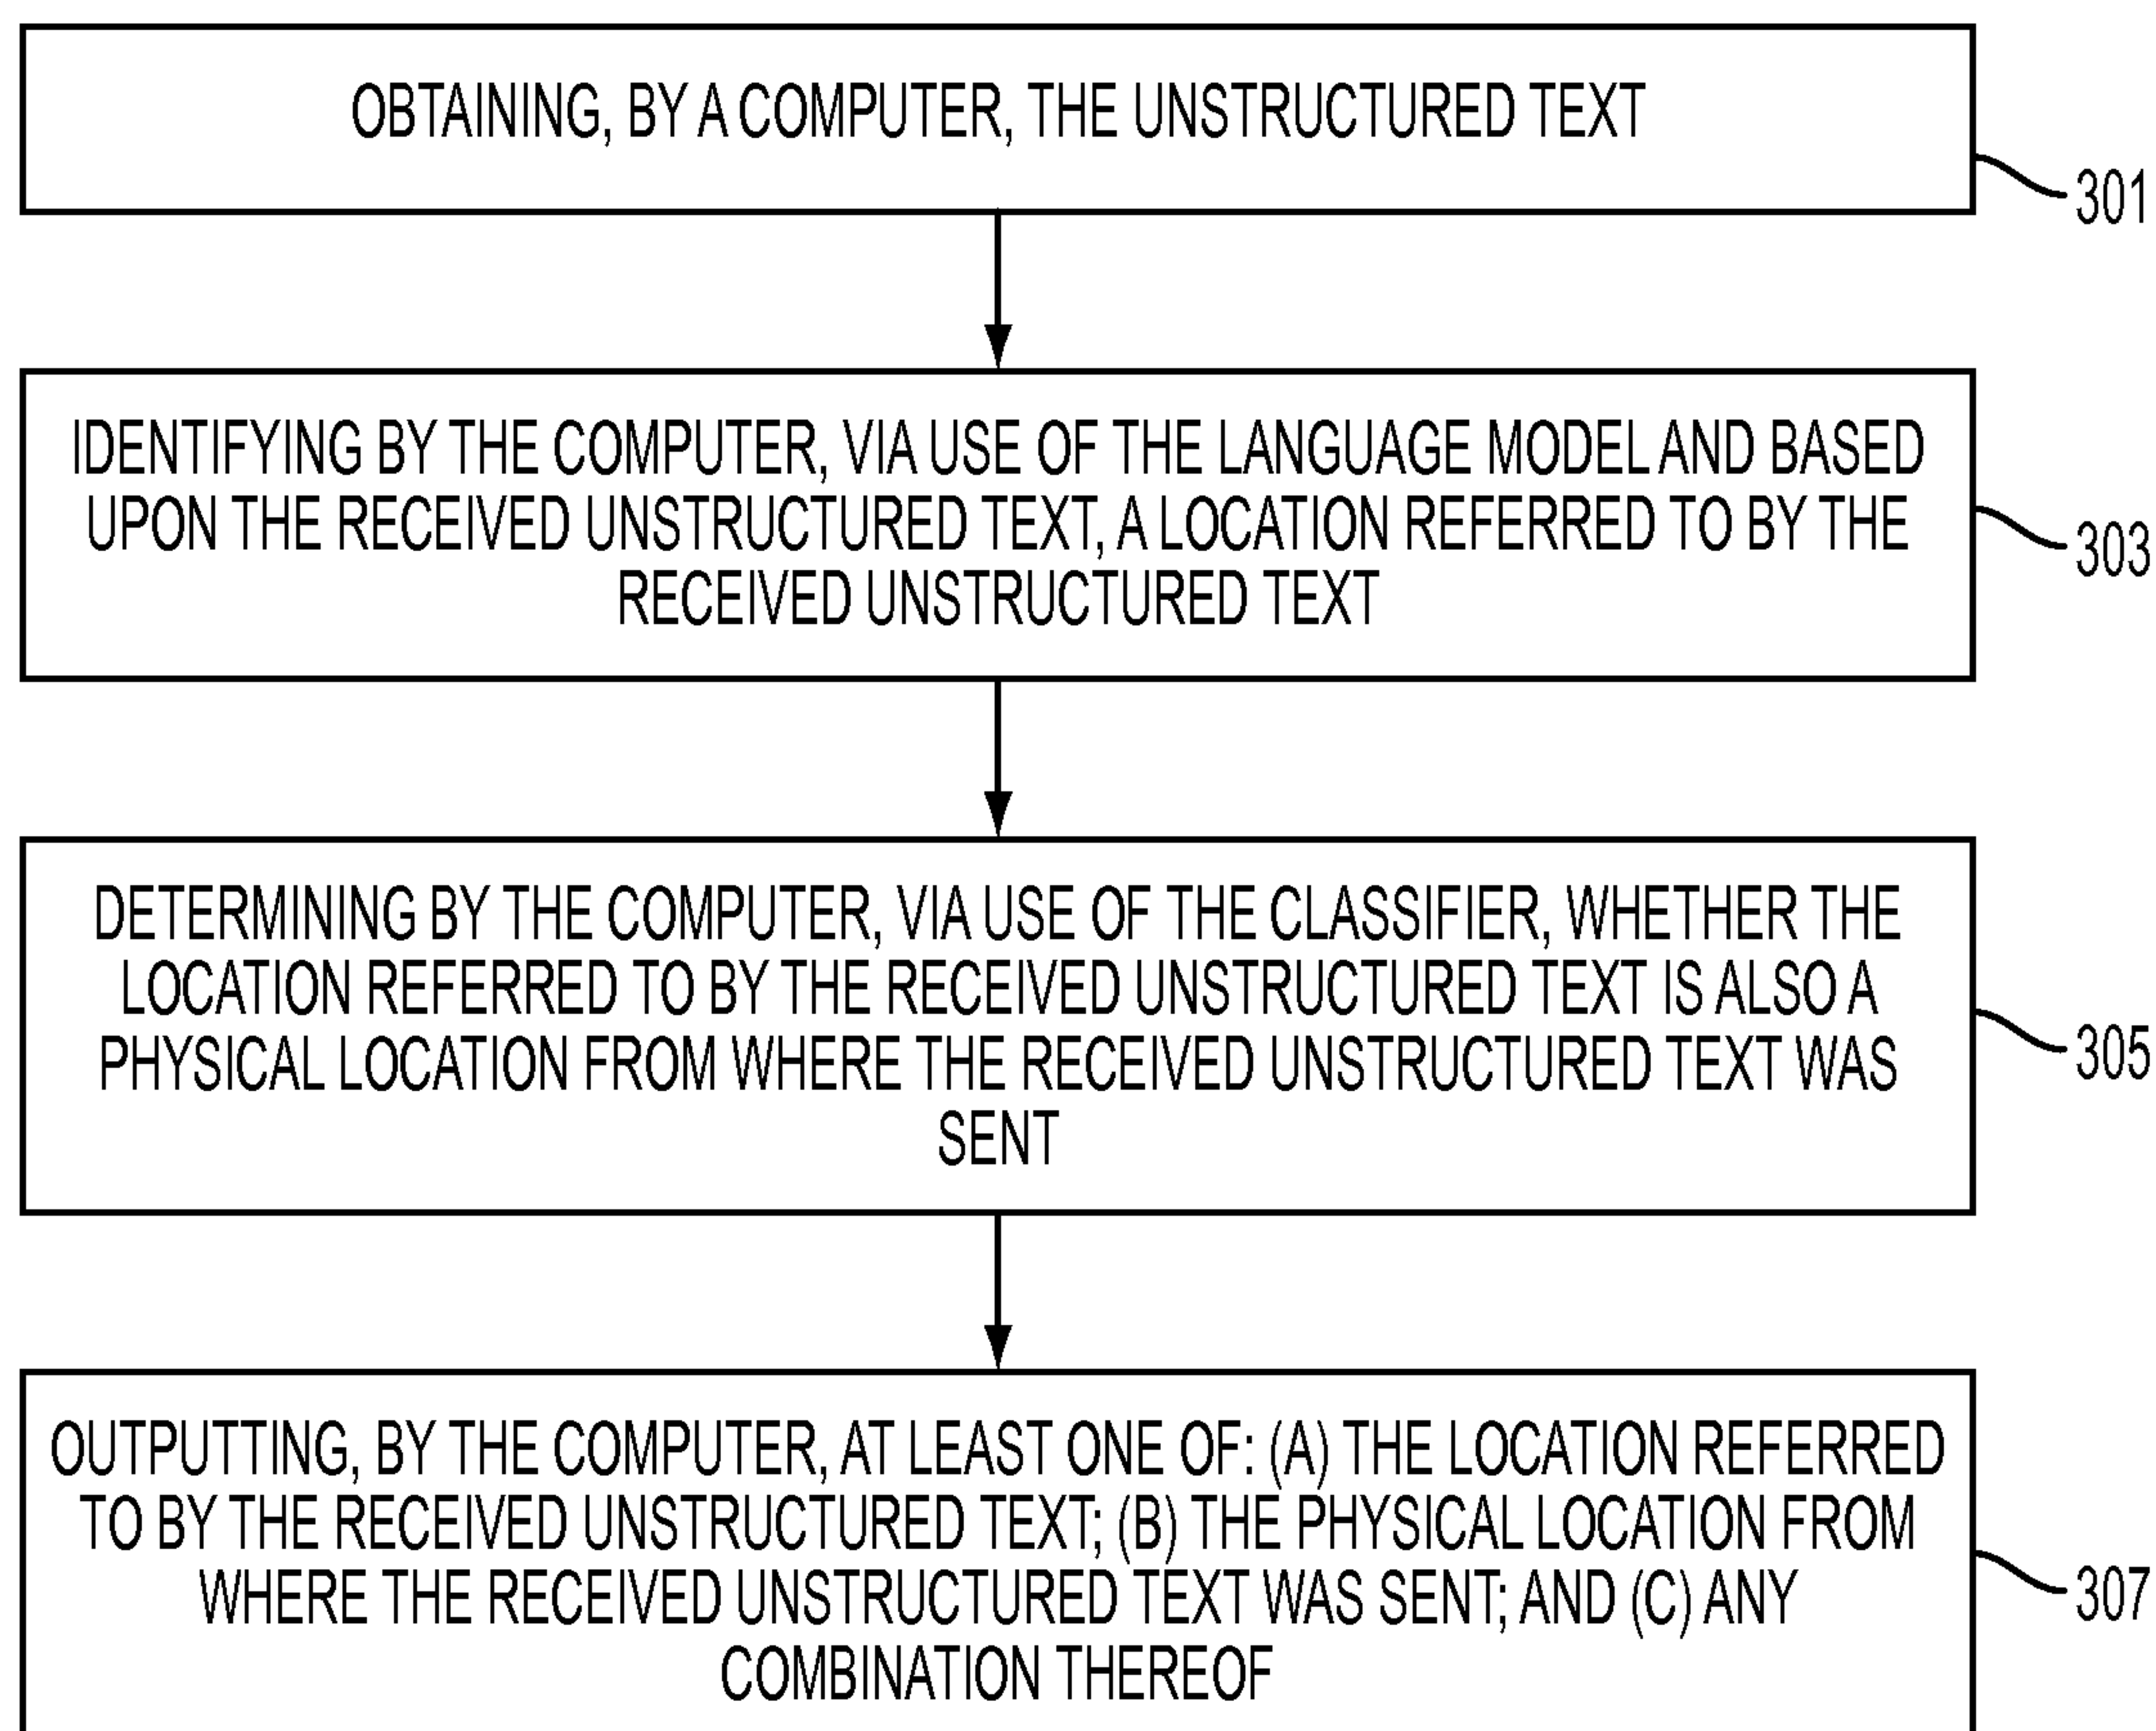 OBTAINING, BY A COMPUTER, THE UNSTRUCTURED TEXT
301
IDENTIFYING BY THE COMPUTER, VIA USE OF THE LANGUAGE MODEL AND BASED
UPON THE RECEIVED UNSTRUCTURED TEXT, A LOCATION REFERRED TO BY THE
RECEIVED UNSTRUCTURED TEXT
303
DETERMINING BY THE COMPUTER, VIA USE OF THE CLASSIFIER, WHETHER THE
LOCATION REFERRED TO BY THE RECEIVED UNSTRUCTURED TEXT IS ALSO A
PHYSICAL LOCATION FROM WHERE THE RECEIVED UNSTRUCTURED TEXT WAS
SENT
305
OUTPUTTING, BY THE COMPUTER, AT LEAST ONE OF: (A) THE LOCATION REFERRED
TO BY THE RECEIVED UNSTRUCTURED TEXT; (B) THE PHYSICAL LOCATION FROM
WHERE THE RECEIVED UNSTRUCTURED TEXT WAS SENT; AND (C) ANY
COMBINATION THEREOF
307